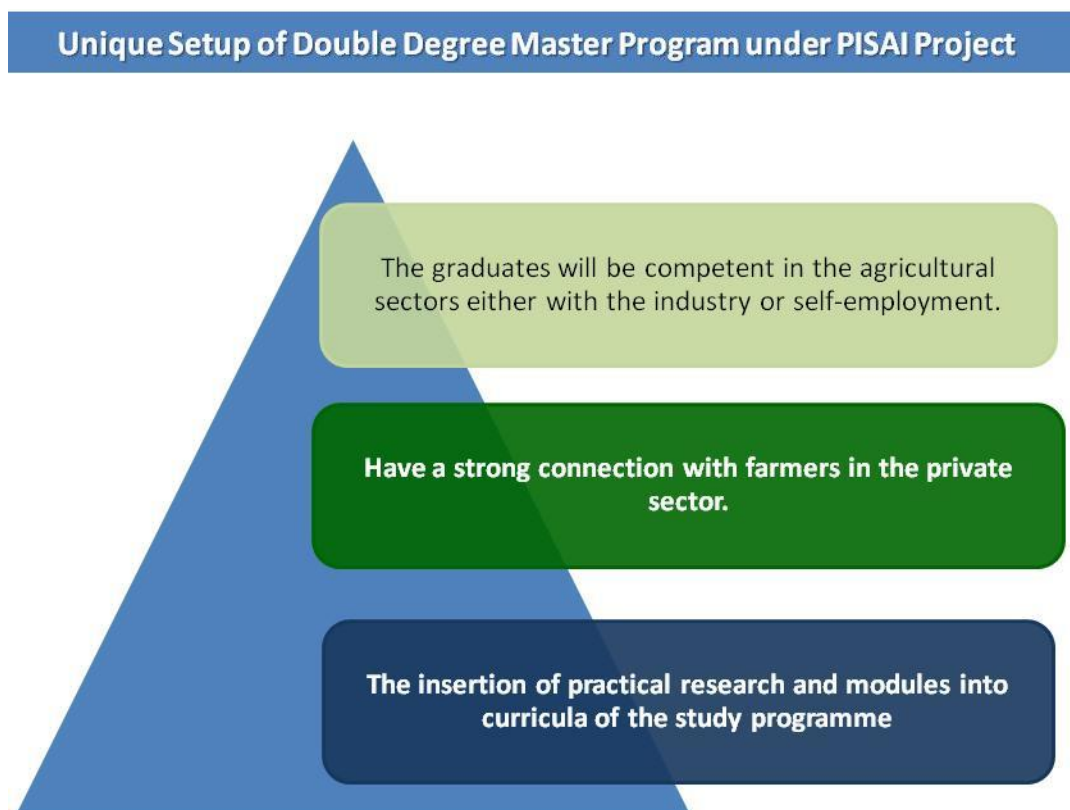 Unique Setup of Double Degree Master Program under PISAI Project
The graduates will be competent in the agricultural
sectors either with the industry or self-employment.
Have a strong connection with farmers in the private
sector.
The insertion of practical research and modules into
curricula of the study programme